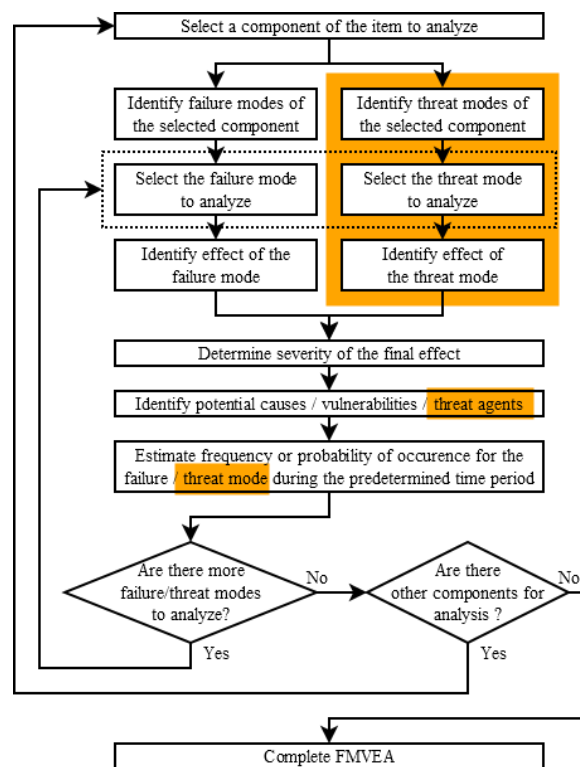 Select a component of the item to analyze
Identify failure modes of
the selected component
Identify threat modes of
the selected component
Select the failure mode
to analyze
Select the threat mode
to analyze
Identify effect of the
failure mode
Identify effect of
the threat mode
Determine severity of the final effect
Identify potential causes / vulnerabilities / threat agents
Estimate frequency or probability of occurence for the
failure / threat mode during the predetermined time period
Are there more
failure/threat modes
to analyze?
No
Are there
other components for
analysis ?
No
Yes
Yes
Complete FMVEA